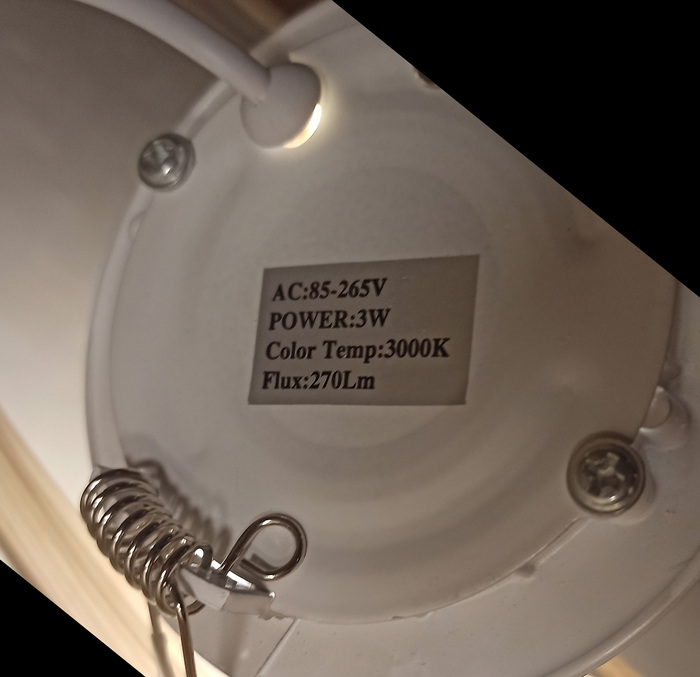 AC:85-265V
POWER:3W
Color Temp:3000K
Flux:270Lm